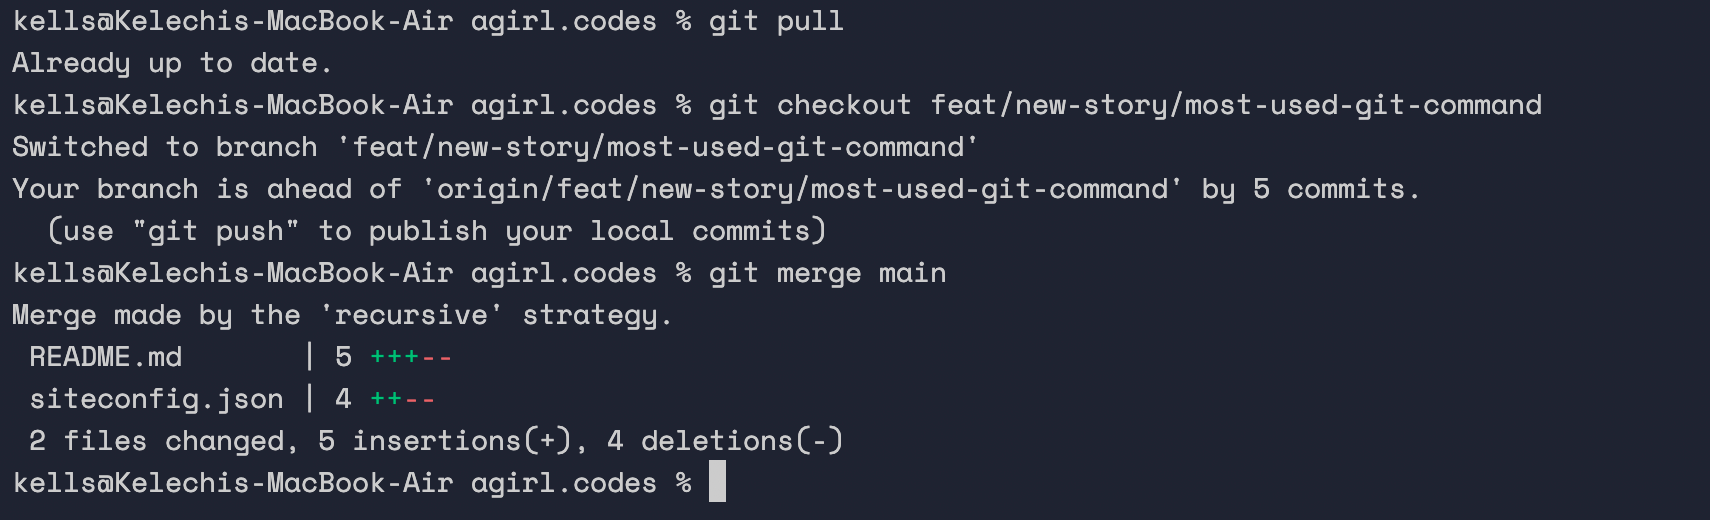 kells@Kelechis-MacBook-Air agirl.codes % git pull
Already up to date.
kells@Kelechis-MacBook-Air agirl.codes % git checkout feat/new-story/most-used-git-command
Switched to branch 'feat/new-story/most-used-git-command'
Your branch is ahead of 'origin/feat/new-story/most-used-git-command' by 5 commits.
  (use "git push" to publish your local commits)
kells@Kelechis-MacBook-Air agirl.codes % git merge main
Merge made by the 'recursive' strategy.
 README.md       | 5 +++--
 siteconfig.json | 4 ++--
 2 files changed, 5 insertions(+), 4 deletions(-)
kells@Kelechis-MacBook-Air agirl.codes %